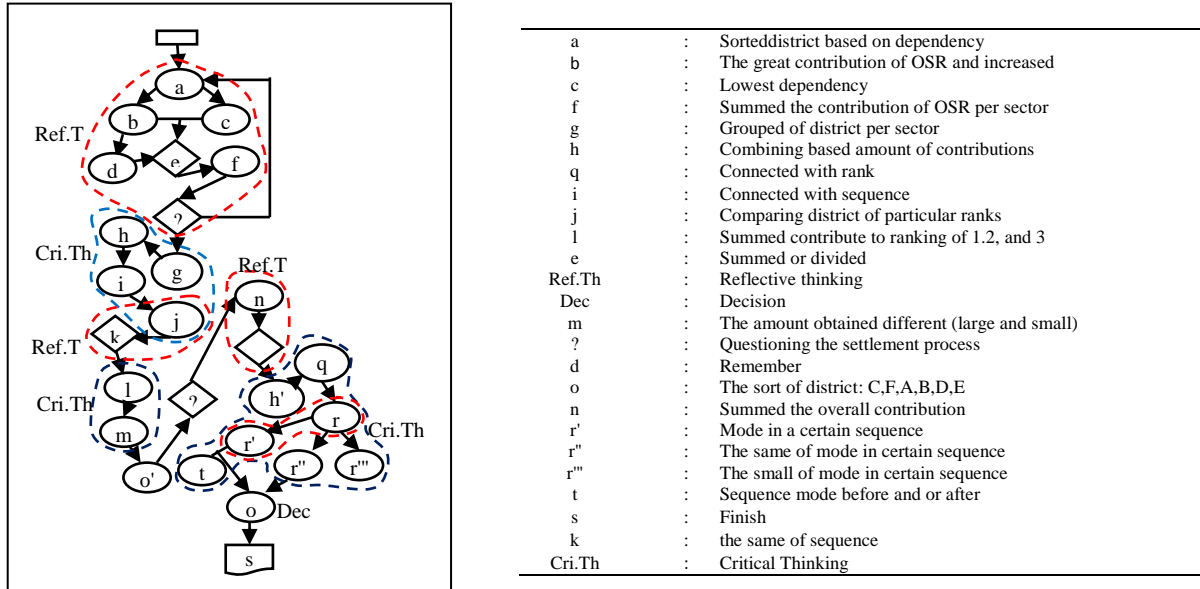 a
b
c
Ref.T
d
e
f
?
h
Cri.Th
g
i
Ref.T
n
j
k
Ref.T
q
l
?
h'
Cri.Th
r
m
r'
Cri.Th
o'
t
r''
r'''
o
Dec
s
a : Sorteddistrict based on dependency
b : The great contribution of OSR and increased
c : Lowest dependency
f : Summed the contribution of OSR per sector
g : Grouped of district per sector
h : Combining based amount of contributions
q : Connected with rank
i : Connected with sequence
j : Comparing district of particular ranks
l : Summed contribute to ranking of 1.2, and 3
e : Summed or divided
Ref.Th : Reflective thinking
Dec : Decision
m : The amount obtained different (large and small)
? : Questioning the settlement process
d : Remember
o : The sort of district: C,F,A,B,D,E
n : Summed the overall contribution
r' : Mode in a certain sequence
r'' : The same of mode in certain sequence
r''' : The small of mode in certain sequence
t : Sequence mode before and or after
s : Finish
k : the same of sequence
Cri.Th : Critical Thinking